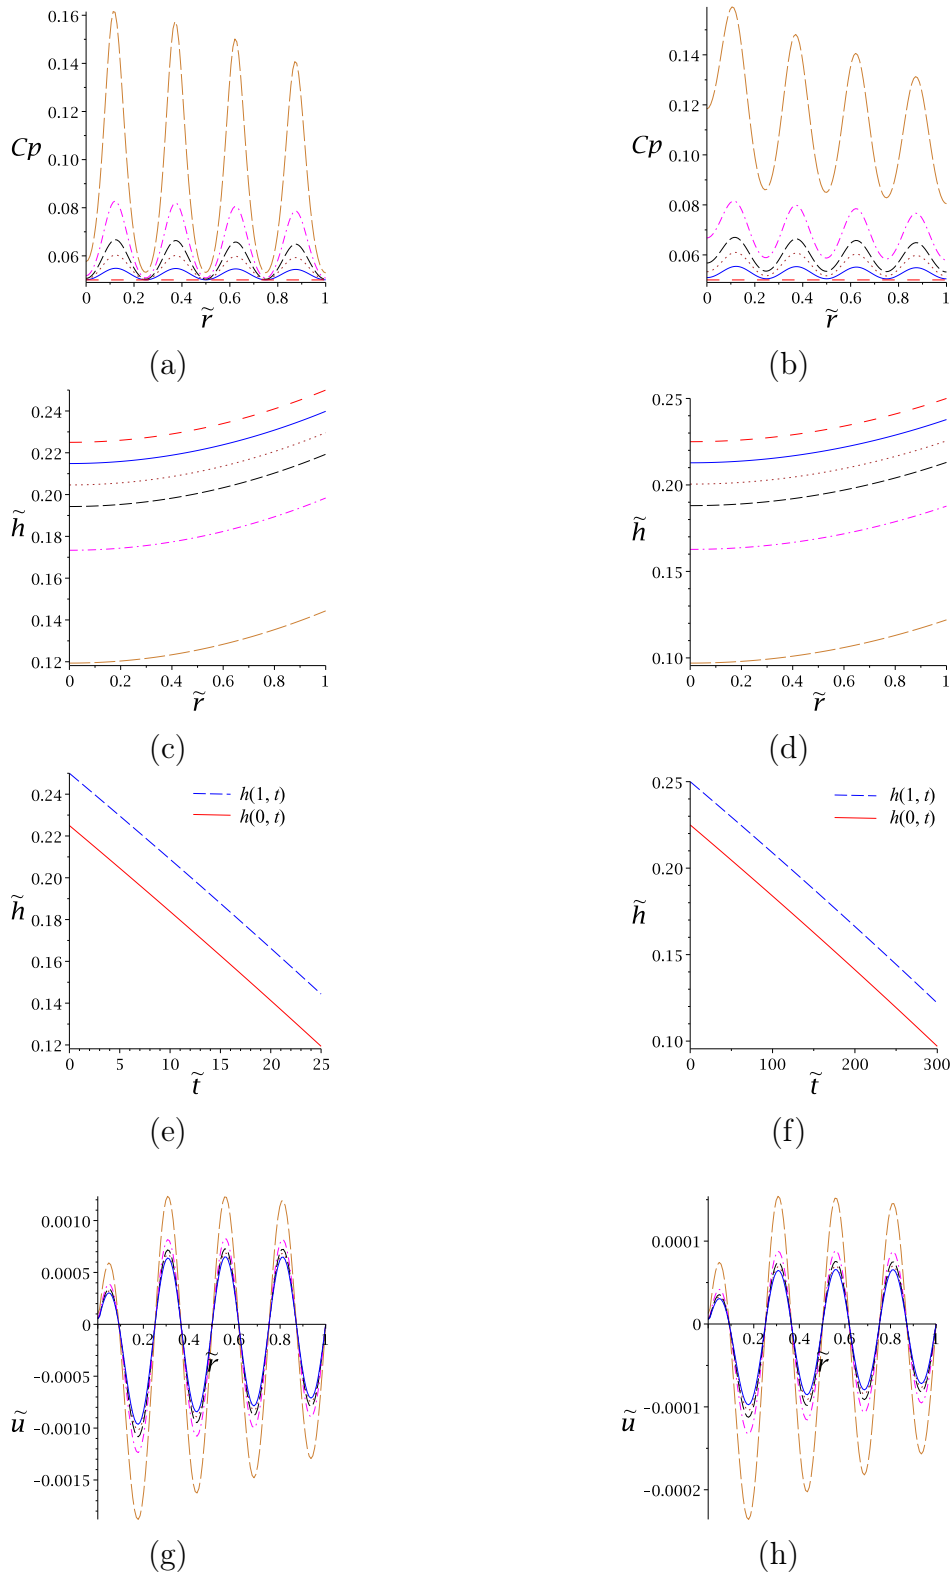 0.16
0.14
0.12
Cp
0.10
0.08
0.06
0 0.2 0.4 0.6 0.8 1
r̃
(a)
0.14
0.12
Cp
0.10
0.08
0.06
0 0.2 0.4 0.6 0.8 1
r̃
(b)
0.24
0.22
0.20
h̃
0.18
0.16
0.14
0.12
0 0.2 0.4 0.6 0.8 1
r̃
(c)
0.25
0.20
h̃
0.15
0.10
0 0.2 0.4 0.6 0.8 1
r̃
(d)
h(1, t)
h(0, t)
0.24
0.22
0.20
h̃
0.18
0.16
0.14
0.12
0 5 10 15 20 25
t̃
(e)
h(1, t)
h(0, t)
0.25
0.20
h̃
0.15
0.10
0 100 200 300
t̃
(f)
0.0010
0.0005
0
0.2 0.4 0.6 0.8 1
r̃
-0.0005
ũ
-0.0010
-0.0015
(g)
0.0001
0
0.2 0.4 0.6 0.8 1
r̃
-0.0001
ũ
-0.0002
(h)